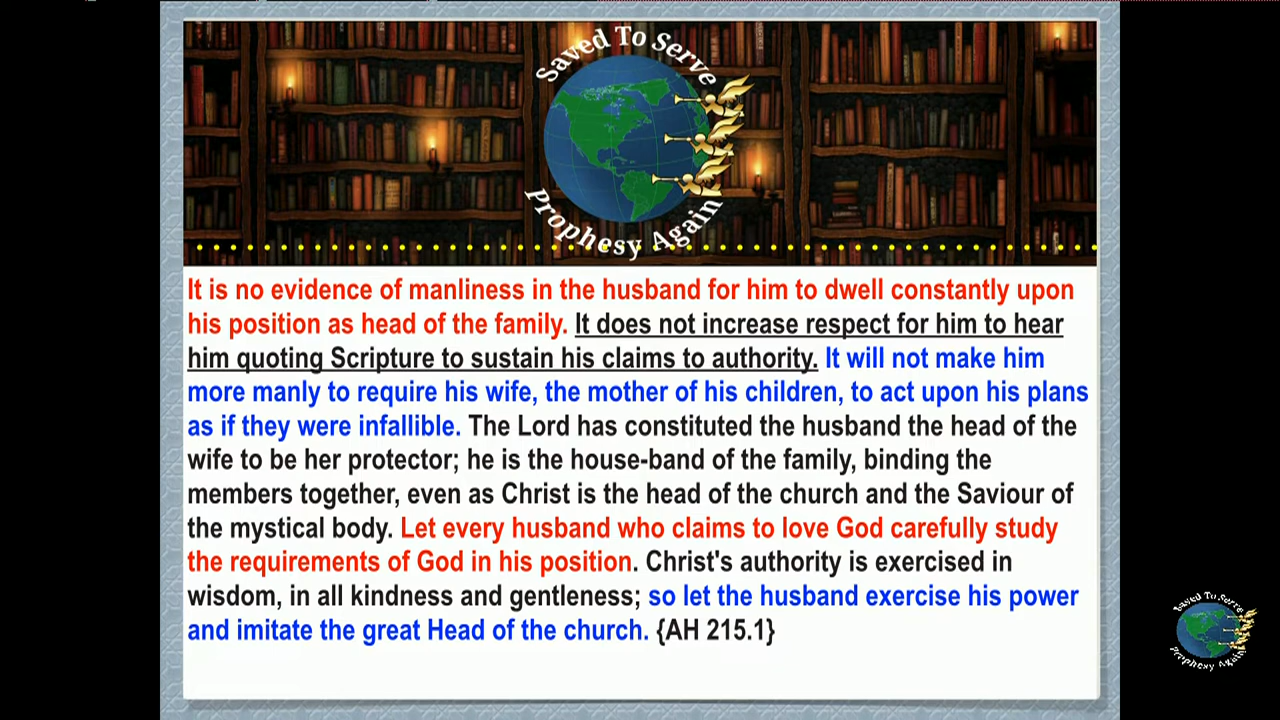 Saved To Serve
Prophesy Again
It is no evidence of manliness in the husband for him to dwell constantly upon
his position as head of the family. It does not increase respect for him to hear
him quoting Scripture to sustain his claims to authority. It will not make him
more manly to require his wife, the mother of his children, to act upon his plans
as if they were infallible. The Lord has constituted the husband the head of the
wife to be her protector; he is the house-band of the family, binding the
members together, even as Christ is the head of the church and the Saviour of
the mystical body. Let every husband who claims to love God carefully study
the requirements of God in his position. Christ's authority is exercised in
wisdom, in all kindness and gentleness; so let the husband exercise his power
and imitate the great Head of the church. {AH 215.1}
Saved To Serve
Prophesy Again